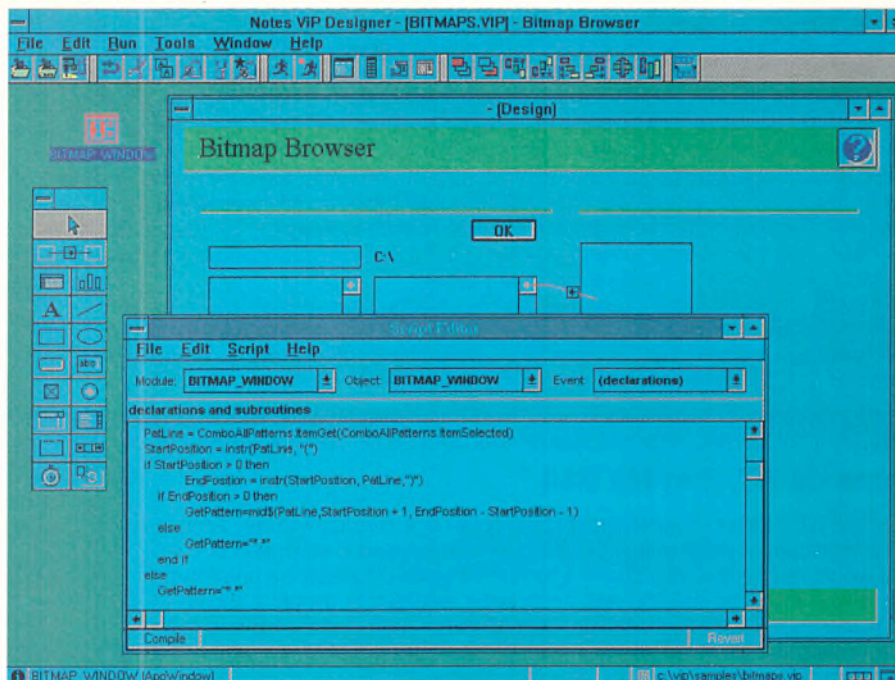 Notes ViP Designer - [BITMAPS.VIP] - Bitmap Browser
File Edit Run Tools Window Help
BITMAP_WINDOW
- (Design)
Bitmap Browser
OK
C:\
A
abc
Script Editor
File Edit Script Help
Module: BITMAP_WINDOW Object: BITMAP_WINDOW Event: (declarations)
declarations and subroutines
PatLine = ComboAllPatterns.ItemGet(ComboAllPatterns.ItemSelected)
StartPosition = instr(PatLine, "(")
if StartPosition > 0 then
EndPosition = instr(StartPosition, PatLine,")")
if EndPosition > 0 then
GetPattern=mid$(PatLine,StartPosition + 1, EndPosition - StartPosition - 1)
else
GetPattern="*.*"
end if
else
GetPattern="*.*"
Compile Revert
BITMAP_WINDOW (AppWindow) c:\vip\samples\bitmaps.vip